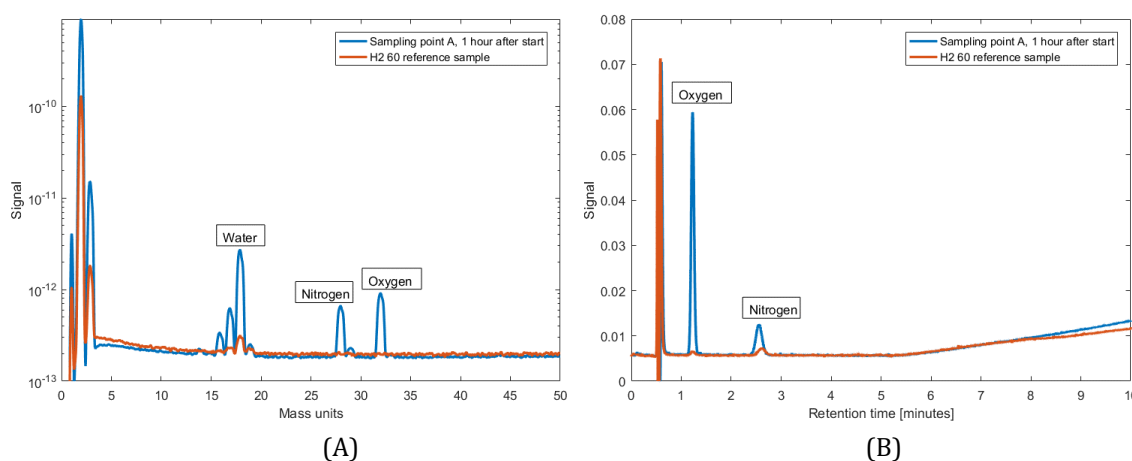 Sampling point A, 1 hour after start
H2 60 reference sample
10-10
10-11
10-12
10-13
Signal
Water
Nitrogen
Oxygen
0 5 10 15 20 25 30 35 40 45 50
Mass units
(A)
Sampling point A, 1 hour after start
H2 60 reference sample
0.08
0.07
0.06
0.05
0.04
0.03
0.02
0.01
0
Signal
Oxygen
Nitrogen
0 1 2 3 4 5 6 7 8 9 10
Retention time [minutes]
(B)